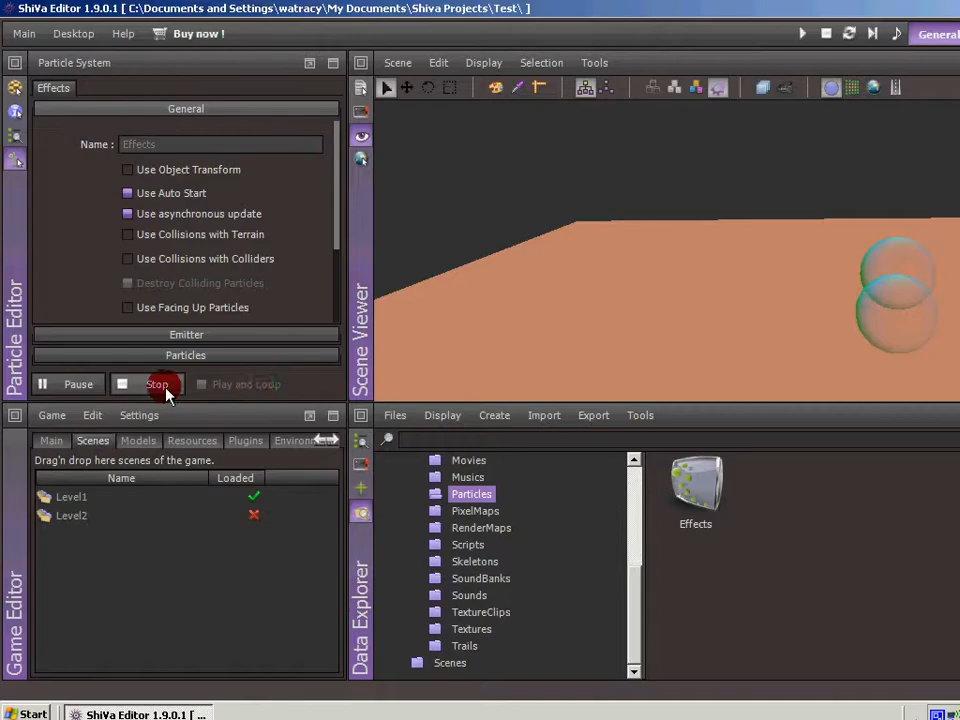 ShiVa Editor 1.9.0.1 [ C:\Documents and Settings\watracy\My Documents\Shiva Projects\Test\ ]
Main Desktop Help Buy now !
General
Particle System
Scene Edit Display Selection Tools
Effects
General
Name : Effects
Use Object Transform
Use Auto Start
Use asynchronous update
Use Collisions with Terrain
Use Collisions with Colliders
Destroy Colliding Particles
Use Facing Up Particles
Emitter
Particles
Pause Stop Play and Loop
Particle Editor
Scene Viewer
Game Edit Settings
Files Display Create Import Export Tools
Main Scenes Models Resources Plugins
Drag'n drop here scenes of the game.
Name Loaded
Level1
Level2
Game Editor
Data Explorer
Movies
Musics
Particles
PixelMaps
RenderMaps
Scripts
Skeletons
SoundBanks
Sounds
TextureClips
Textures
Trails
Scenes
Effects
Start
ShiVa Editor 1.9.0.1 [ ...